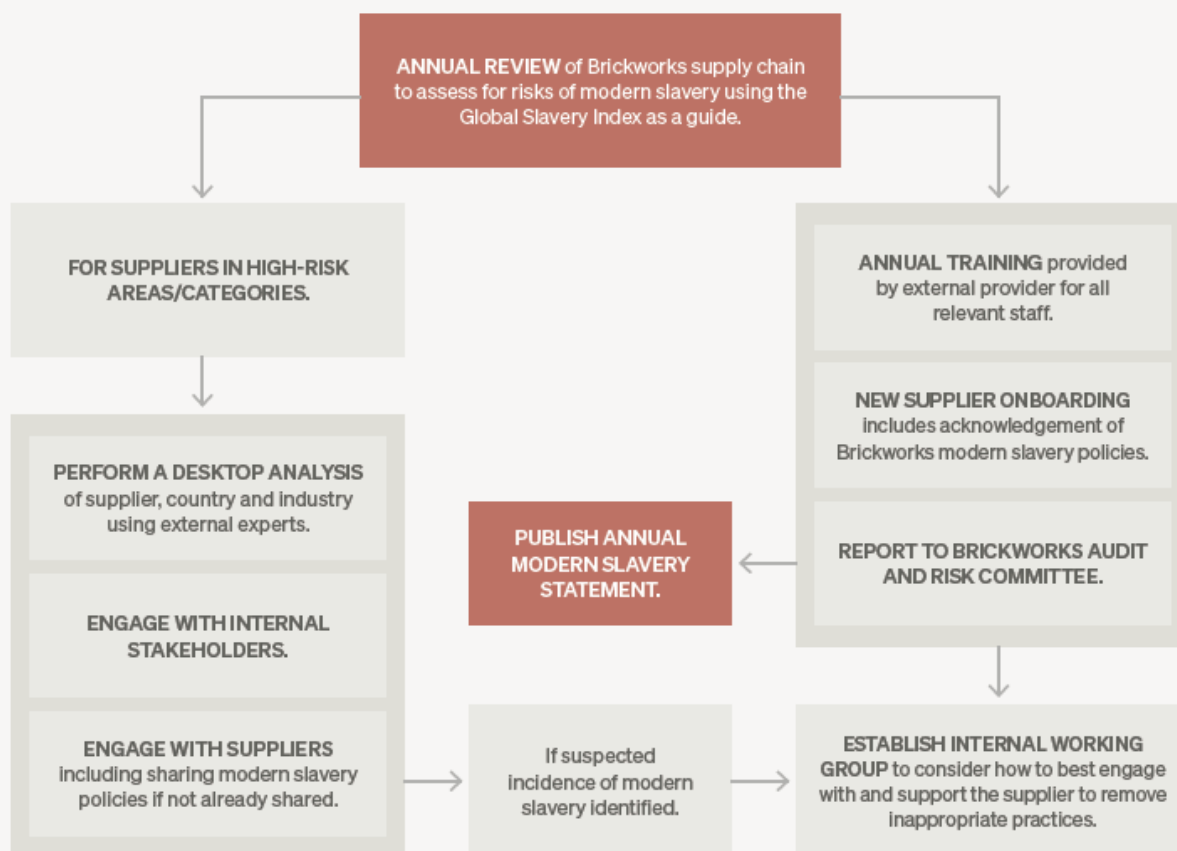 ANNUAL REVIEW of Brickworks supply chain
to assess for risks of modern slavery using the
Global Slavery Index as a guide.
FOR SUPPLIERS IN HIGH-RISK
AREAS/CATEGORIES.
PERFORM A DESKTOP ANALYSIS
of supplier, country and industry
using external experts.
ENGAGE WITH INTERNAL
STAKEHOLDERS.
ENGAGE WITH SUPPLIERS
including sharing modern slavery
policies if not already shared.
If suspected
incidence of modern
slavery identified.
ANNUAL TRAINING provided
by external provider for all
relevant staff.
NEW SUPPLIER ONBOARDING
includes acknowledgement of
Brickworks modern slavery policies.
REPORT TO BRICKWORKS AUDIT
AND RISK COMMITTEE.
PUBLISH ANNUAL
MODERN SLAVERY
STATEMENT.
ESTABLISH INTERNAL WORKING
GROUP to consider how to best engage
with and support the supplier to remove
inappropriate practices.